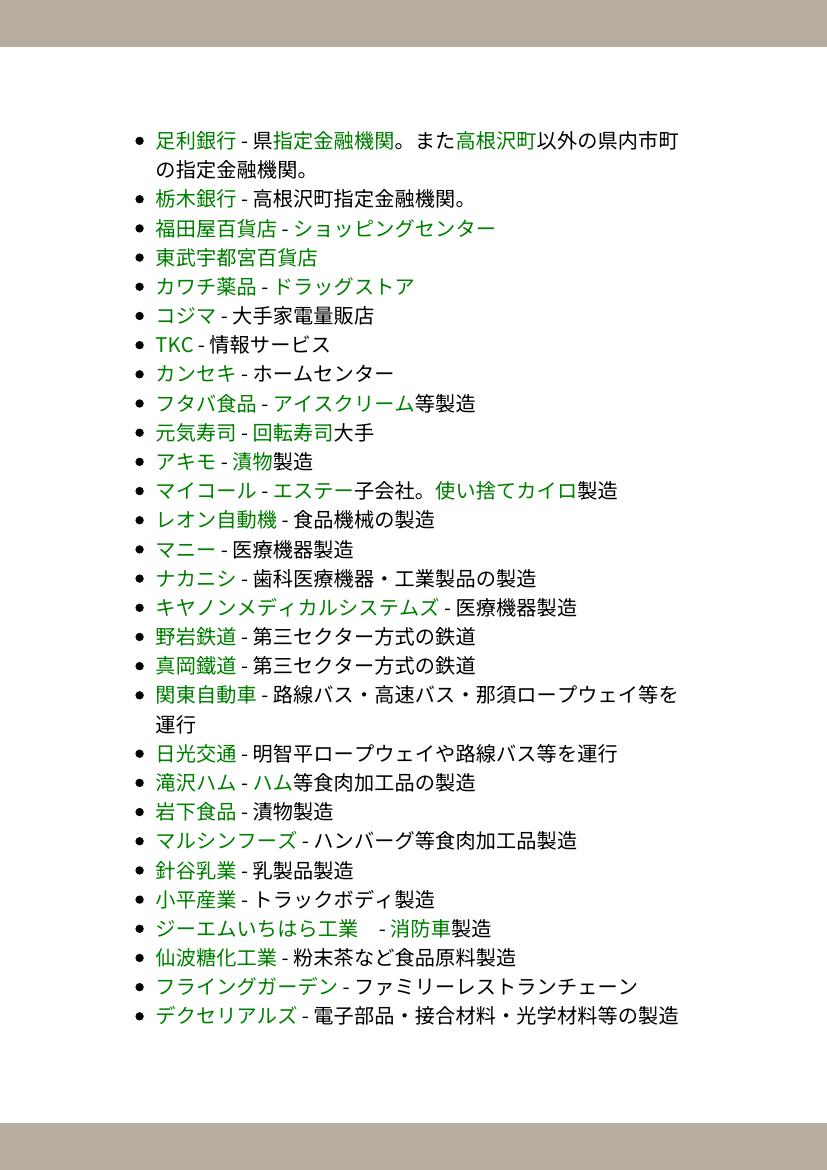 • 足利銀行 - 県指定金融機関。また高根沢町以外の県内市町
の指定金融機関。
• 栃木銀行 - 高根沢町指定金融機関。
• 福田屋百貨店 - ショッピングセンター
• 東武宇都宮百貨店
• カワチ薬品 - ドラッグストア
• コジマ - 大手家電量販店
• TKC - 情報サービス
• カンセキ - ホームセンター
• フタバ食品 - アイスクリーム等製造
• 元気寿司 - 回転寿司大手
• アキモ - 漬物製造
• マイコール - エステー子会社。使い捨てカイロ製造
• レオン自動機 - 食品機械の製造
• マニー - 医療機器製造
• ナカニシ - 歯科医療機器・工業製品の製造
• キヤノンメディカルシステムズ - 医療機器製造
• 野岩鉄道 - 第三セクター方式の鉄道
• 真岡鐵道 - 第三セクター方式の鉄道
• 関東自動車 - 路線バス・高速バス・那須ロープウェイ等を
運行
• 日光交通 - 明智平ロープウェイや路線バス等を運行
• 滝沢ハム - ハム等食肉加工品の製造
• 岩下食品 - 漬物製造
• マルシンフーズ - ハンバーグ等食肉加工品製造
• 針谷乳業 - 乳製品製造
• 小平産業 - トラックボディ製造
• ジーエムいちはら工業　- 消防車製造
• 仙波糖化工業 - 粉末茶など食品原料製造
• フライングガーデン - ファミリーレストランチェーン
• デクセリアルズ - 電子部品・接合材料・光学材料等の製造